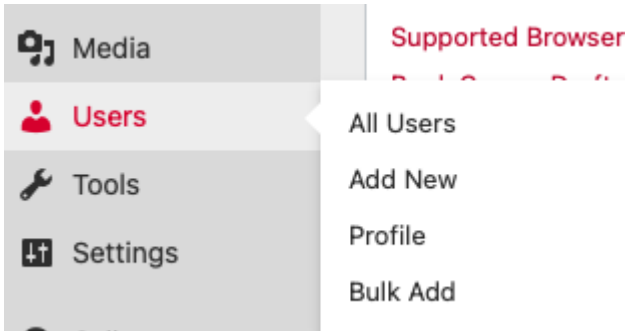 Media
Users
Tools
Settings
Supported Browser
All Users
Add New
Profile
Bulk Add